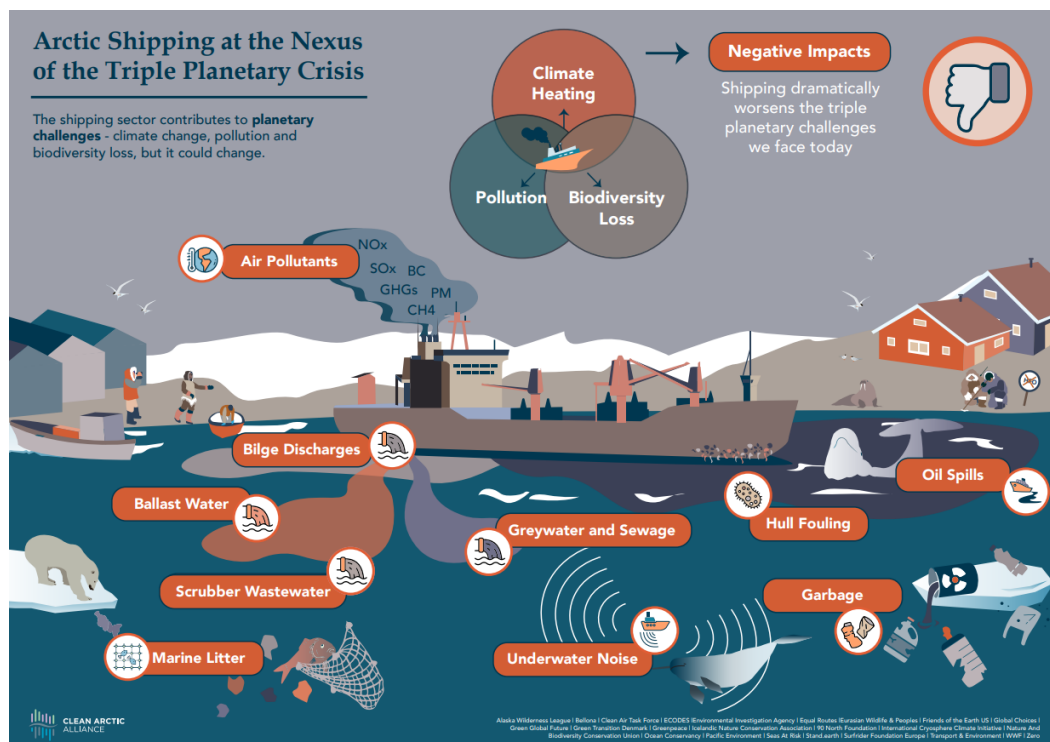 Arctic Shipping at the Nexus
of the Triple Planetary Crisis
The shipping sector contributes to planetary
challenges - climate change, pollution and
biodiversity loss, but it could change.
Climate
Heating
Pollution
Biodiversity
Loss
Negative Impacts
Shipping dramatically
worsens the triple
planetary challenges
we face today
Air Pollutants
NOx
SOx BC
GHGs PM
CH4
Bilge Discharges
Ballast Water
Scrubber Wastewater
Greywater and Sewage
Hull Fouling
Oil Spills
Marine Litter
Underwater Noise
Garbage
CLEAN ARCTIC
ALLIANCE
Alaska Wilderness League | Bellona | Clean Air Task Force | ECODES |Environmental Investigation Agency | Equal Routes |Eurasian Wildlife & Peoples | Friends of the Earth US | Global Choices |
Green Global Future | Green Transition Denmark | Greenpeace | Icelandic Nature Conservation Association | 90 North Foundation | International Cryosphere Climate Initiative | Nature And
Biodiversity Conservation Union | Ocean Conservancy | Pacific Environment | Seas At Risk | Stand.earth | Surfrider Foundation Europe | Transport & Environment | WWF | Zero